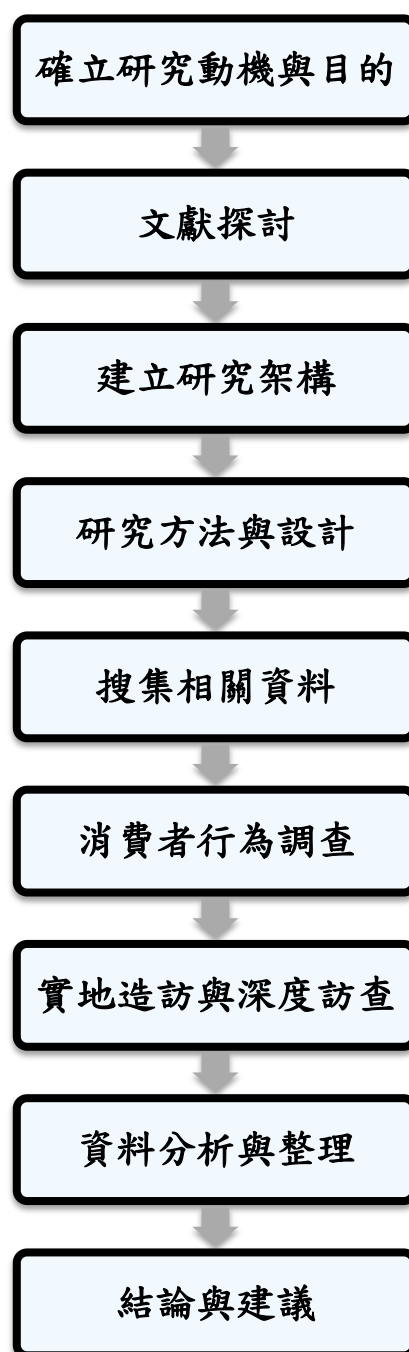 確立研究動機與目的
文獻探討
建立研究架構
研究方法與設計
搜集相關資料
消費者行為調查
實地造訪與深度訪查
資料分析與整理
結論與建議